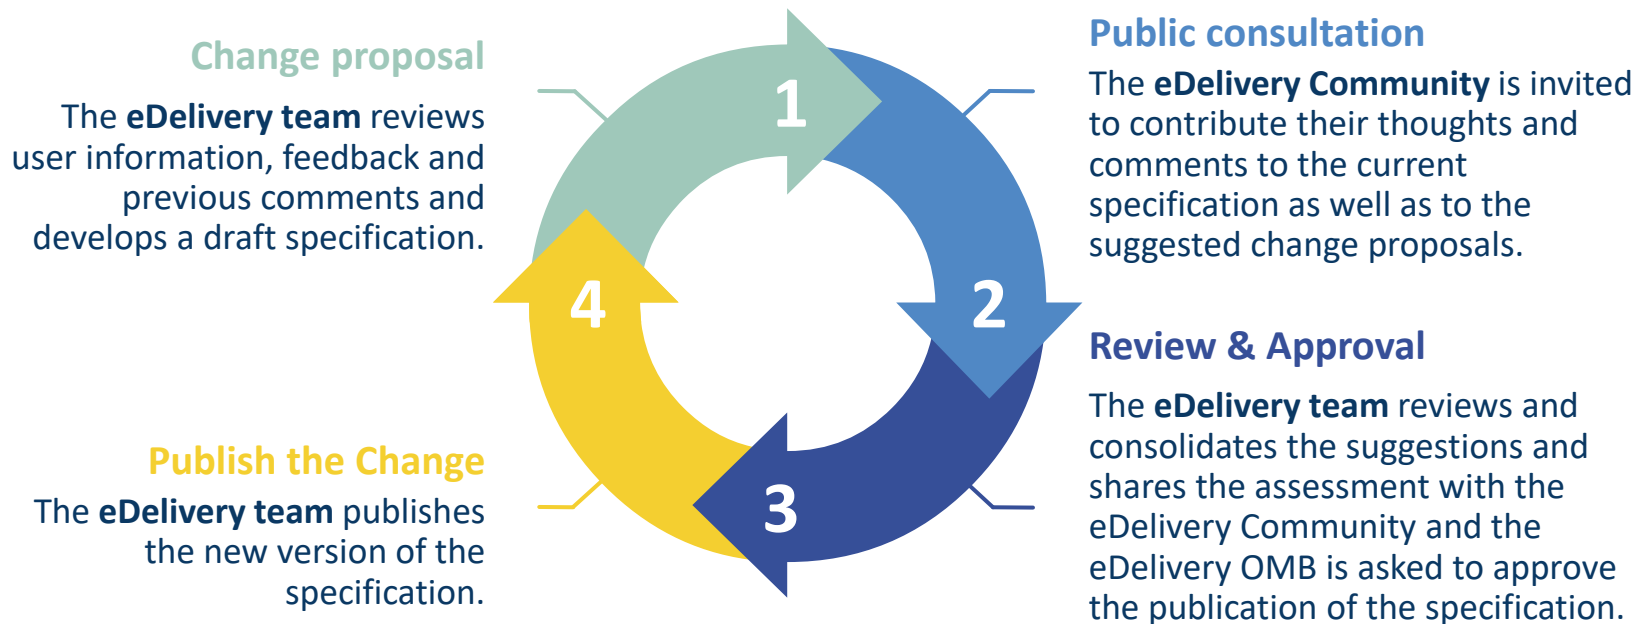 Change proposal
The eDelivery team reviews
user information, feedback and
previous comments and
develops a draft specification.
1
Public consultation
The eDelivery Community is invited
to contribute their thoughts and
comments to the current
specification as well as to the
suggested change proposals.
2
Review & Approval
The eDelivery team reviews and
consolidates the suggestions and
shares the assessment with the
eDelivery Community and the
eDelivery OMB is asked to approve
the publication of the specification.
3
Publish the Change
The eDelivery team publishes
the new version of the
specification.
4